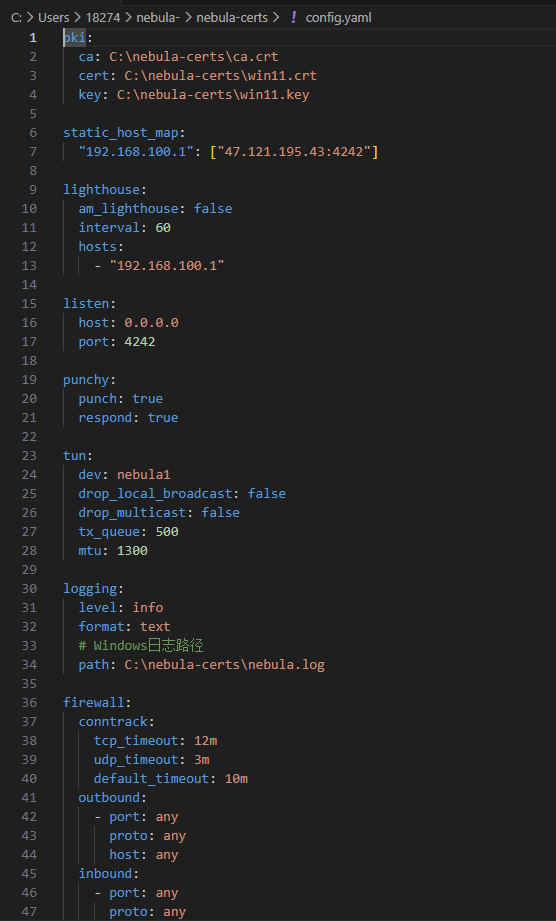 C: > Users > 18274 > nebula- > nebula-certs > ! config.yaml
1 pki:
2   ca: C:\nebula-certs\ca.crt
3   cert: C:\nebula-certs\win11.crt
4   key: C:\nebula-certs\win11.key
5
6 static_host_map:
7   "192.168.100.1": ["47.121.195.43:4242"]
8
9 lighthouse:
10   am_lighthouse: false
11   interval: 60
12   hosts:
13     - "192.168.100.1"
14
15 listen:
16   host: 0.0.0.0
17   port: 4242
18
19 punchy:
20   punch: true
21   respond: true
22
23 tun:
24   dev: nebula1
25   drop_local_broadcast: false
26   drop_multicast: false
27   tx_queue: 500
28   mtu: 1300
29
30 logging:
31   level: info
32   format: text
33   # Windows日志路径
34   path: C:\nebula-certs\nebula.log
35
36 firewall:
37   conntrack:
38     tcp_timeout: 12m
39     udp_timeout: 3m
40     default_timeout: 10m
41   outbound:
42     - port: any
43       proto: any
44       host: any
45   inbound:
46     - port: any
47       proto: any